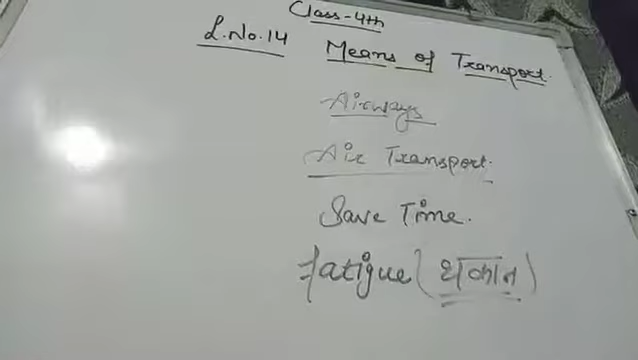 Class-4th
L.No.14 Means of Transport.
Airways
Air Transport.
Save Time.
fatigue (थकान)